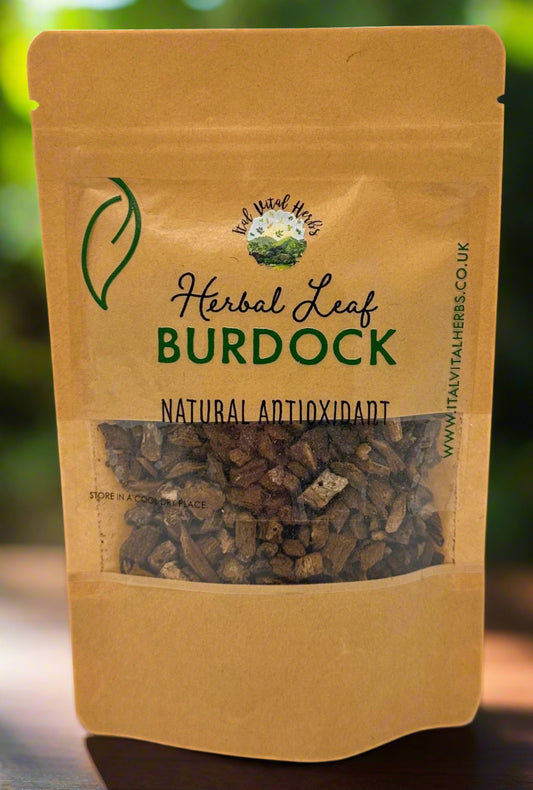 Ital Vital Herbs
Herbal Leaf
BURDOCK
NATURAL ANTIOXIDANT
STORE IN A COOL DRY PLACE
WWW.ITALVITALHERBS.CO.UK